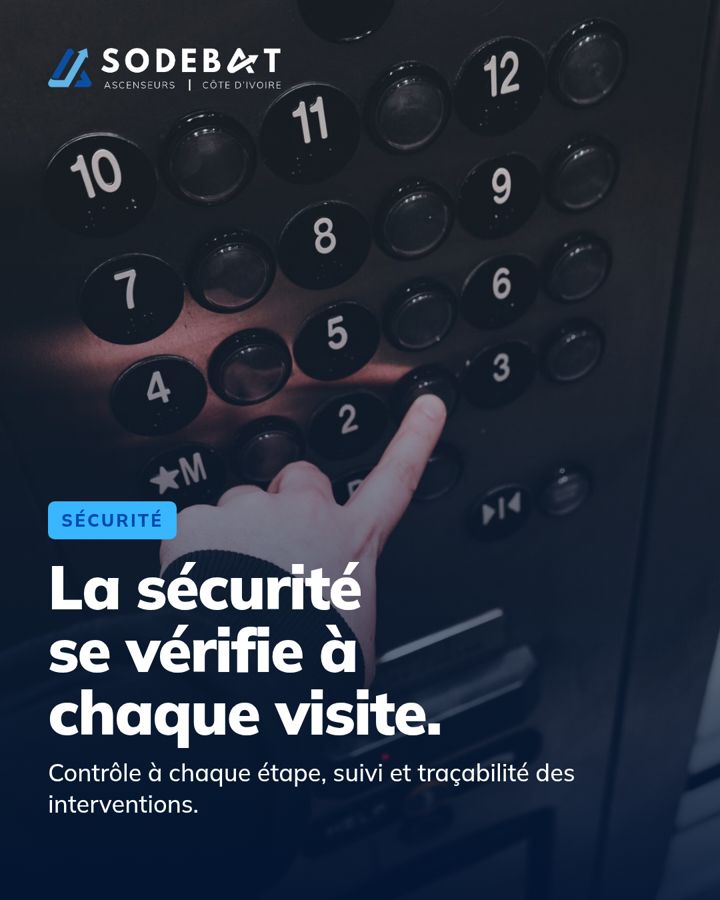 SODEBAT
ASCENSEURS | CÔTE D'IVOIRE
10 11 12
7 8 9
4 5 6
★M 2 3
SÉCURITÉ
La sécurité
se vérifie à
chaque visite.
Contrôle à chaque étape, suivi et traçabilité des
interventions.